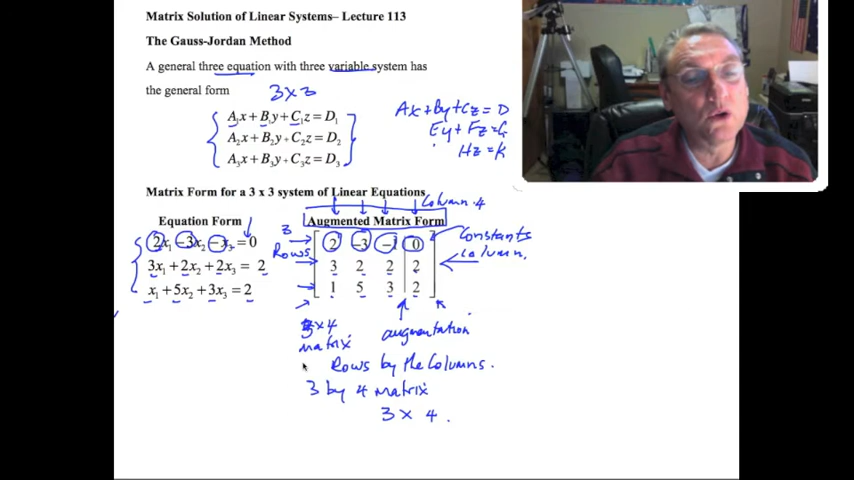 Matrix Solution of Linear Systems– Lecture 113
The Gauss-Jordan Method
A general three equation with three variable system has
the general form
3x3
A₁x + B₁y + C₁z = D₁
A₂x + B₂y + C₂z = D₂
A₃x + B₃y + C₃z = D₃
Ax + By + Cz = D
Ey + Fz = G
Hz = K
Matrix Form for a 3 x 3 system of Linear Equations
column 4
Equation Form
Augmented Matrix Form
2x₁ −3x₂ −x₃ = 0
3x₁ + 2x₂ + 2x₃ = 2
x₁ + 5x₂ + 3x₃ = 2
3
Rows
2 −3 −1 0
3 2 2 2
1 5 3 2
Constants
column.
3x4
matrix
augmentation
Rows by the Columns.
3 by 4 matrix
3 x 4.